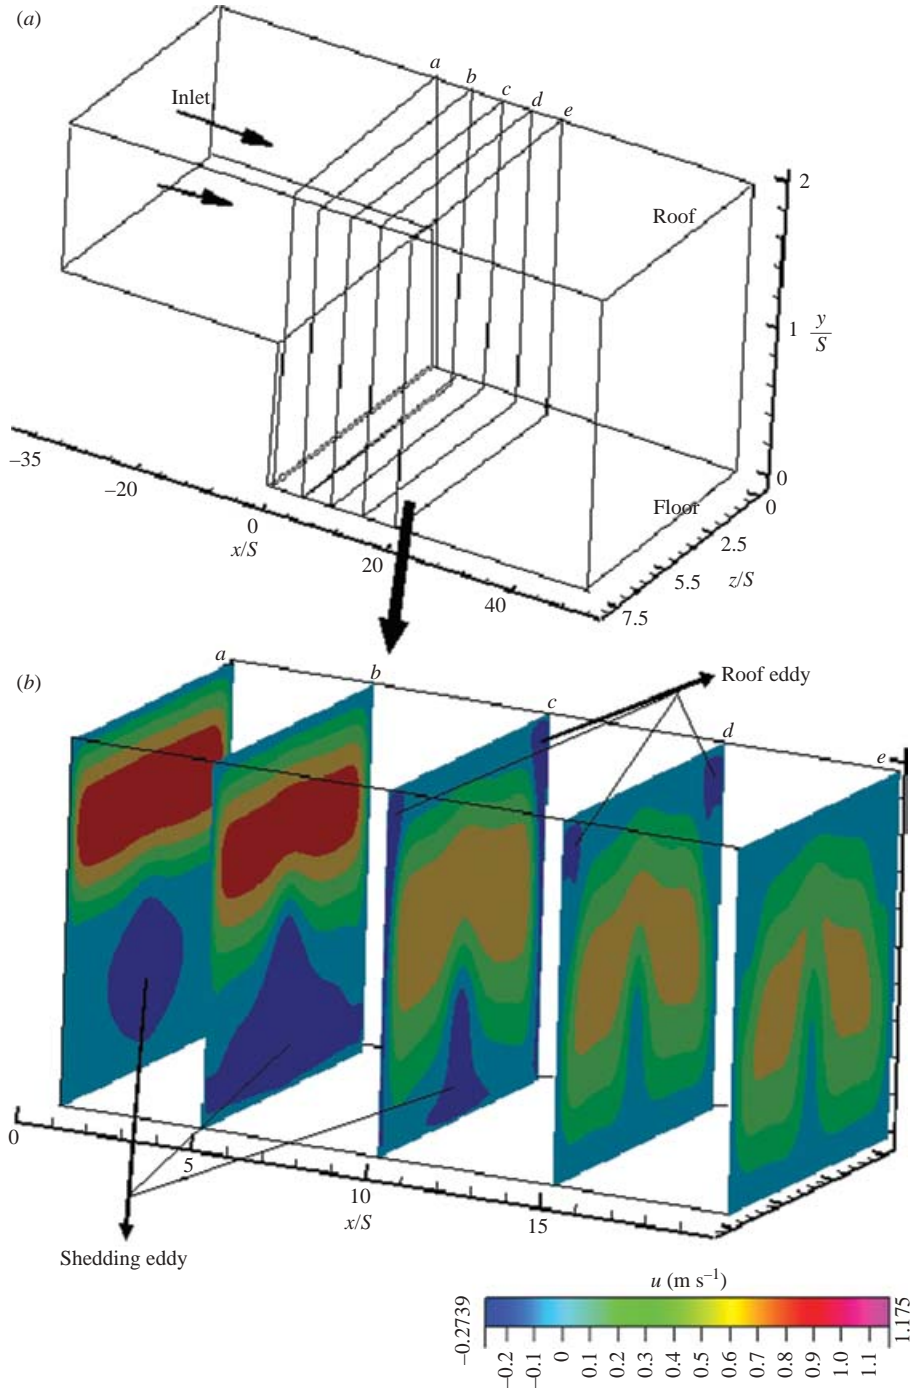 (a)
a
b
c
d
e
Inlet
2
Roof
1 y/S
–35
–20
0
x/S
20
40
Floor
0
0
2.5
5.5 z/S
7.5
(b)
a
b
c
d
e
Roof eddy
0
5
10
x/S
15
Shedding eddy
u (m s⁻¹)
–0.2739
–0.2
–0.1
0
0.1
0.2
0.3
0.4
0.5
0.6
0.7
0.8
0.9
1.0
1.1
1.175